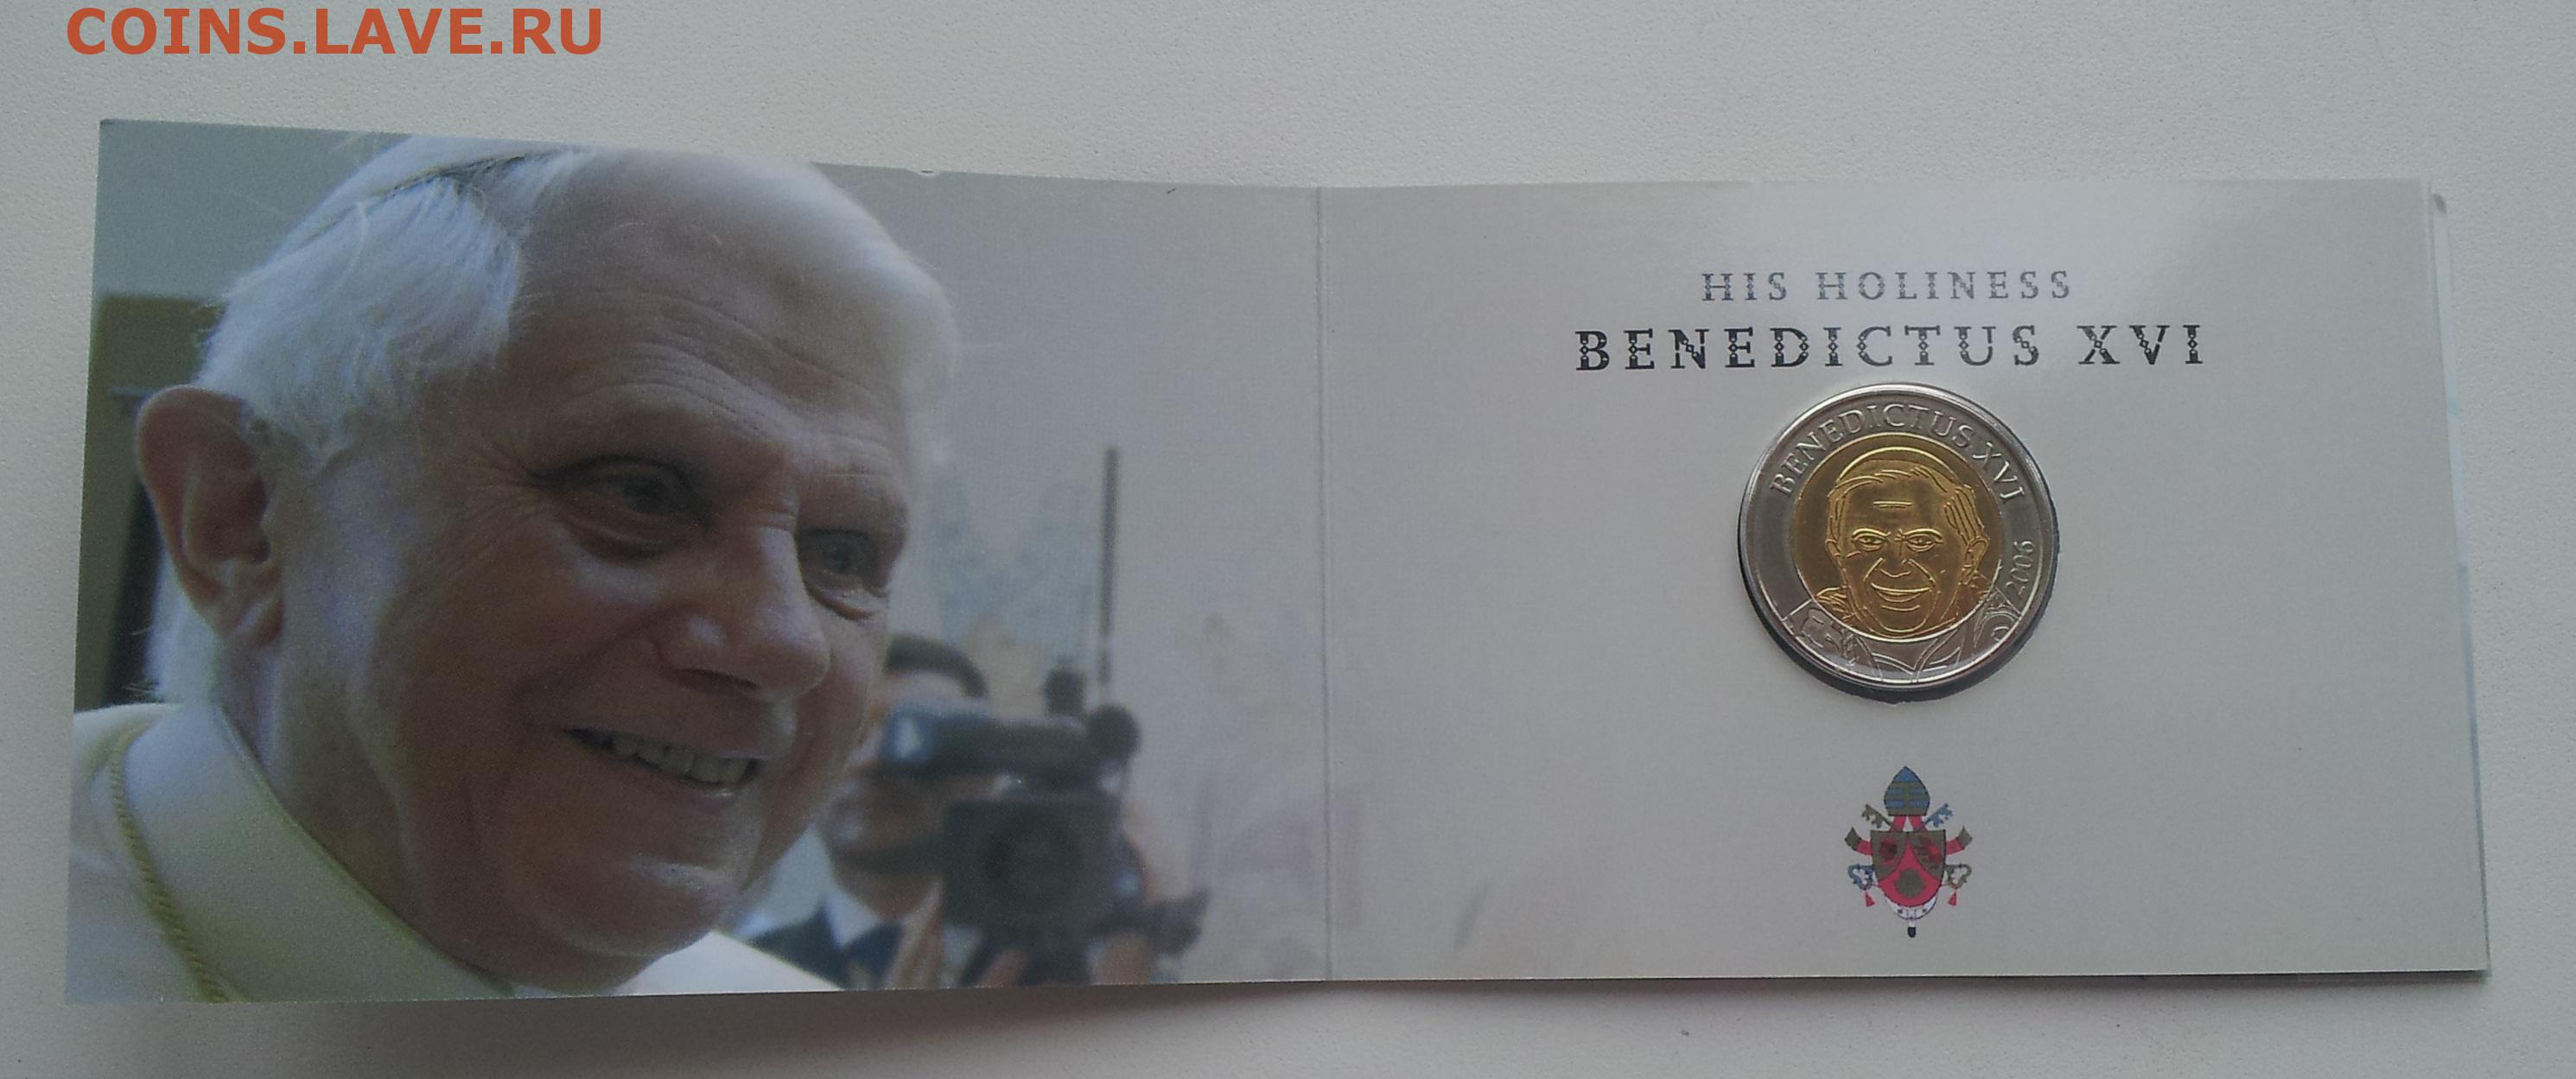 COINS.LAVE.RU
HIS HOLINESS
BENEDICTUS XVI
BENEDICTUS XVI
2006